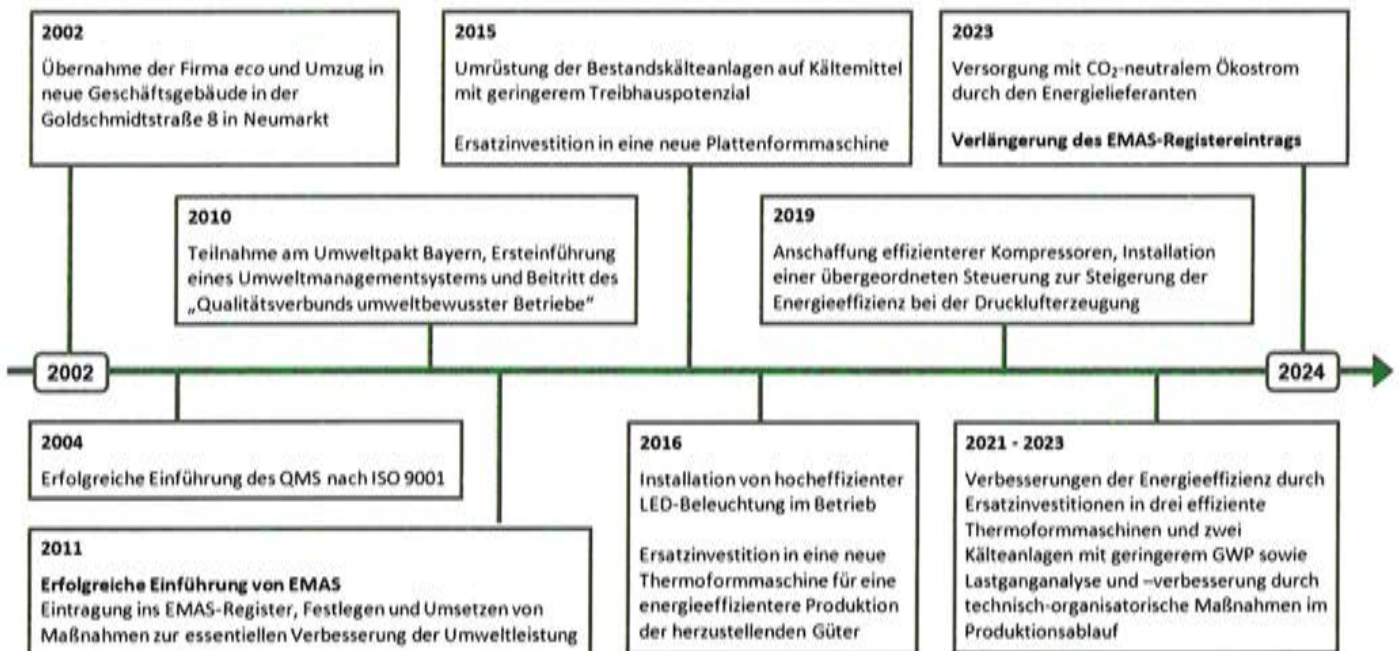 2002
Übernahme der Firma eco und Umzug in
neue Geschäftsgebäude in der
Goldschmidtstraße 8 in Neumarkt
2015
Umrüstung der Bestandskälteanlagen auf Kältemittel
mit geringerem Treibhauspotenzial
Ersatzinvestition in eine neue Plattenformmaschine
2023
Versorgung mit CO₂-neutralem Ökostrom
durch den Energielieferanten
Verlängerung des EMAS-Registereintrags
2010
Teilnahme am Umweltpakt Bayern, Ersteinführung
eines Umweltmanagementsystems und Beitritt des
„Qualitätsverbunds umweltbewusster Betriebe“
2019
Anschaffung effizienterer Kompressoren, Installation
einer übergeordneten Steuerung zur Steigerung der
Energieeffizienz bei der Drucklufterzeugung
2002
2024
2004
Erfolgreiche Einführung des QMS nach ISO 9001
2011
Erfolgreiche Einführung von EMAS
Eintragung ins EMAS-Register, Festlegen und Umsetzen von
Maßnahmen zur essentiellen Verbesserung der Umweltleistung
2016
Installation von hocheffizienter
LED-Beleuchtung im Betrieb
Ersatzinvestition in eine neue
Thermoformmaschine für eine
energieeffizientere Produktion
der herzustellenden Güter
2021 - 2023
Verbesserungen der Energieeffizienz durch
Ersatzinvestitionen in drei effiziente
Thermoformmaschinen und zwei
Kälteanlagen mit geringerem GWP sowie
Lastganganalyse und –verbesserung durch
technisch-organisatorische Maßnahmen im
Produktionsablauf